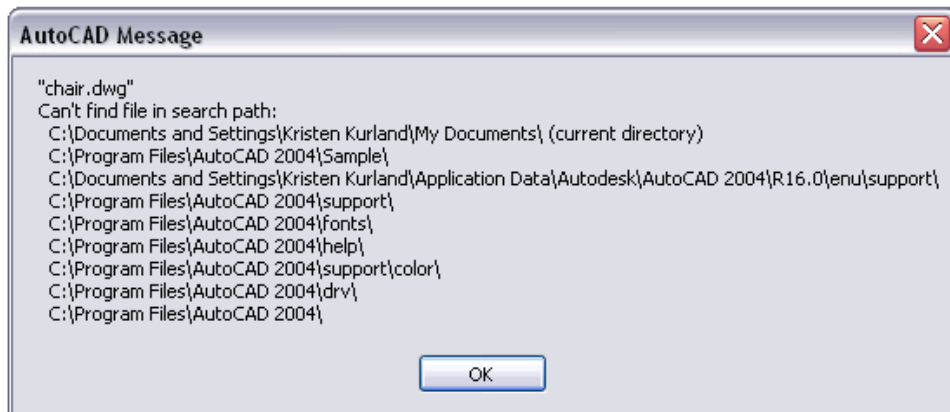 AutoCAD Message
"chair.dwg"
Can't find file in search path:
C:\Documents and Settings\Kristen Kurland\My Documents\ (current directory)
C:\Program Files\AutoCAD 2004\Sample\
C:\Documents and Settings\Kristen Kurland\Application Data\Autodesk\AutoCAD 2004\R16.0\enu\support\
C:\Program Files\AutoCAD 2004\support\
C:\Program Files\AutoCAD 2004\fonts\
C:\Program Files\AutoCAD 2004\help\
C:\Program Files\AutoCAD 2004\support\color\
C:\Program Files\AutoCAD 2004\drv\
C:\Program Files\AutoCAD 2004\
OK